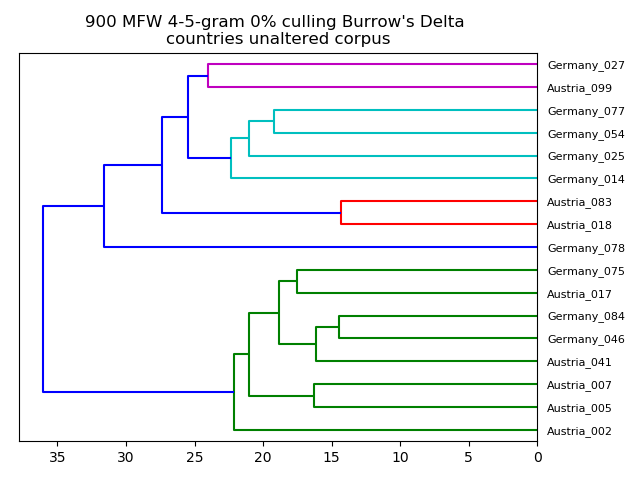 900 MFW 4-5-gram 0% culling Burrow's Delta
countries unaltered corpus
Germany_027
Austria_099
Germany_077
Germany_054
Germany_025
Germany_014
Austria_083
Austria_018
Germany_078
Germany_075
Austria_017
Germany_084
Germany_046
Austria_041
Austria_007
Austria_005
Austria_002
35 30 25 20 15 10 5 0